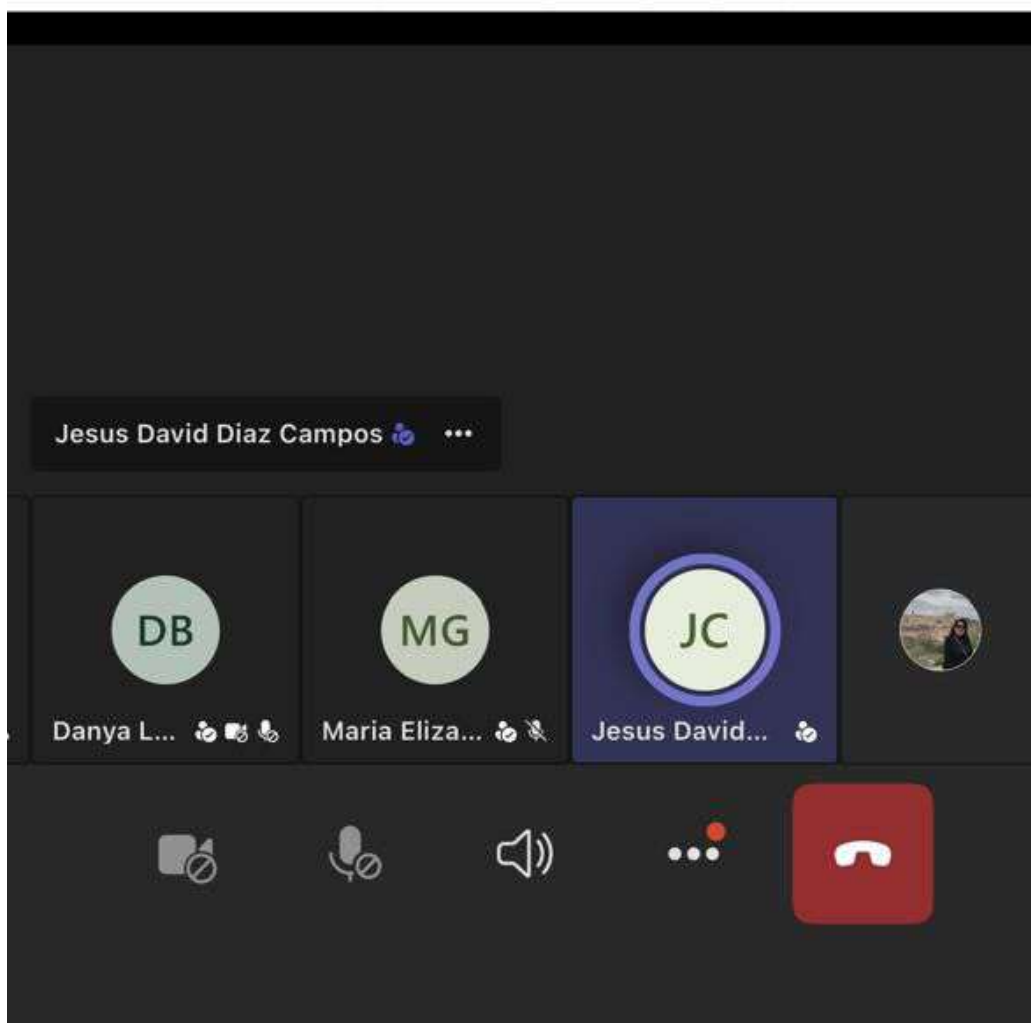 Jesus David Diaz Campos
DB
MG
JC
Danya L...
Maria Eliza...
Jesus David...